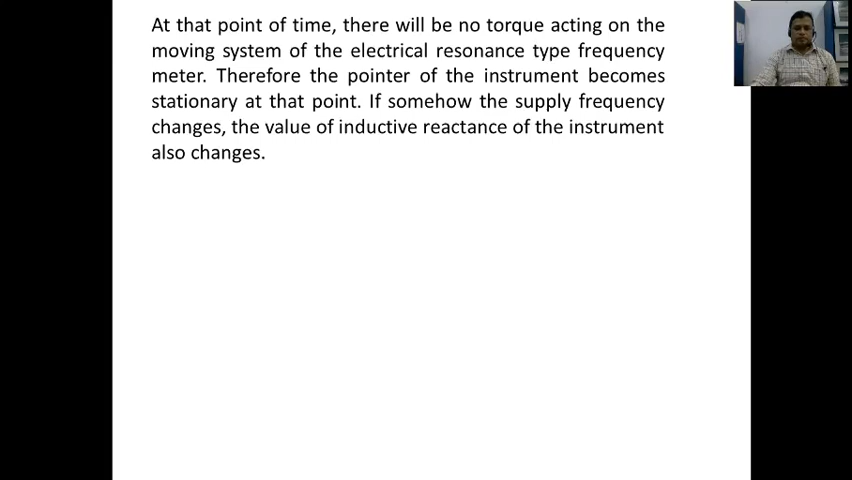 At that point of time, there will be no torque acting on the
moving system of the electrical resonance type frequency
meter. Therefore the pointer of the instrument becomes
stationary at that point. If somehow the supply frequency
changes, the value of inductive reactance of the instrument
also changes.